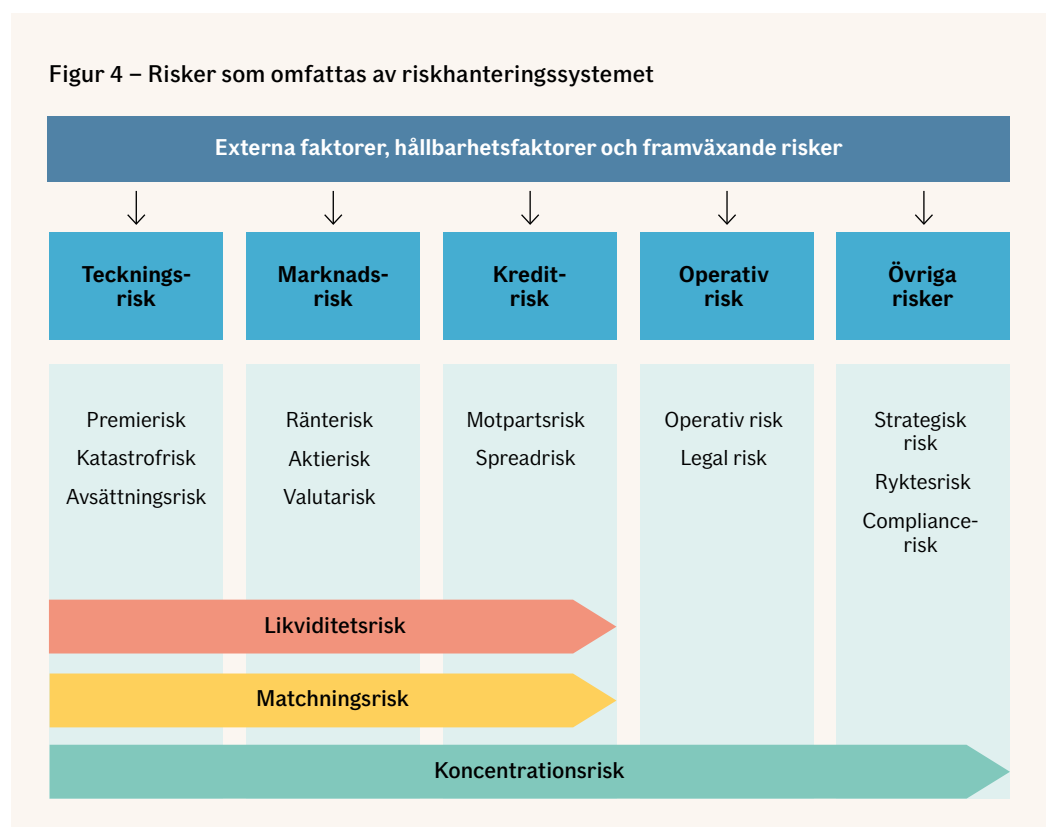 Figur 4 – Risker som omfattas av riskhanteringssystemet
Externa faktorer, hållbarhetsfaktorer och framväxande risker
Tecknings-
risk
Marknads-
risk
Kredit-
risk
Operativ
risk
Övriga
risker
Premierisk
Katastrofrisk
Avsättningsrisk
Ränterisk
Aktierisk
Valutarisk
Motpartsrisk
Spreadrisk
Operativ risk
Legal risk
Strategisk
risk
Ryktesrisk
Compliance-
risk
Likviditetsrisk
Matchningsrisk
Koncentrationsrisk